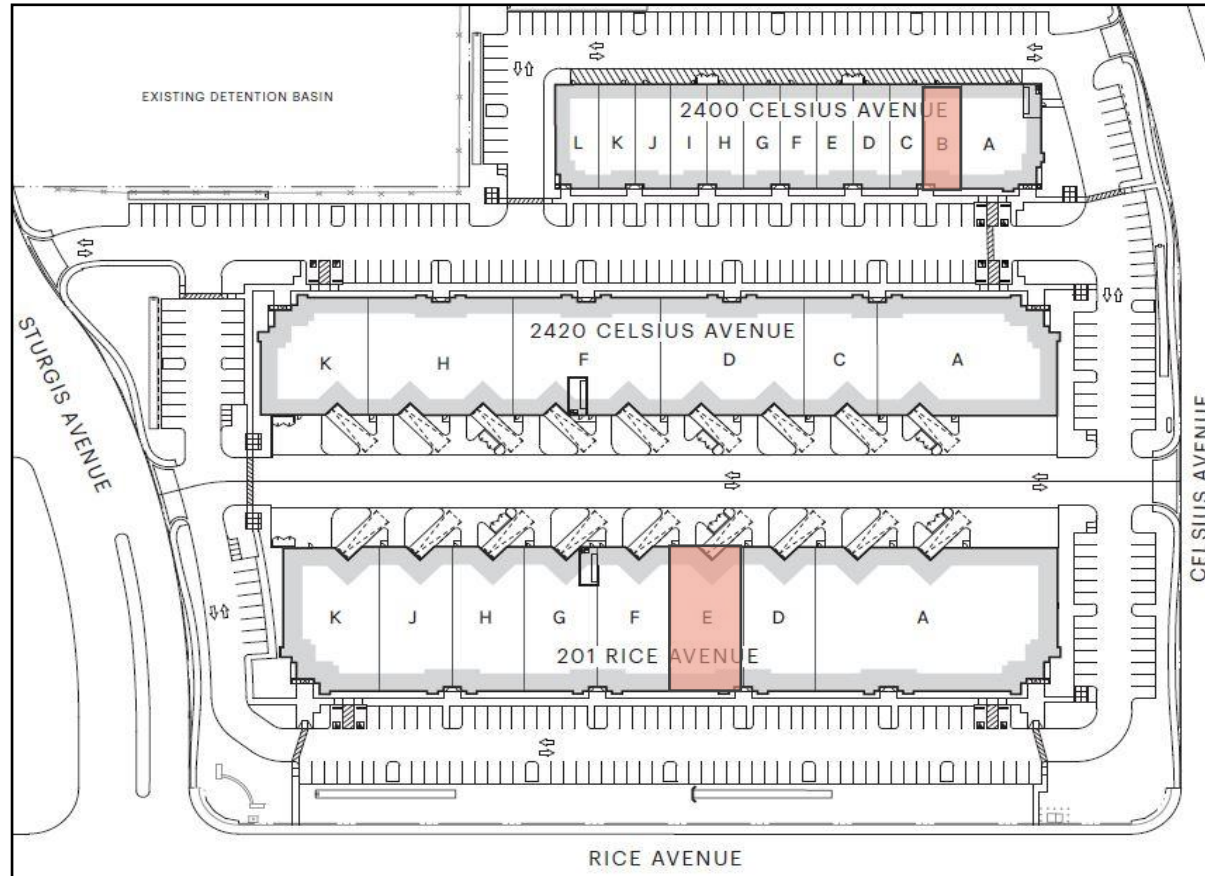 EXISTING DETENTION BASIN
2400 CELSIUS AVENUE
L K J I H G F E D C B A
2420 CELSIUS AVENUE
K H F D C A
STURGIS AVENUE
CELSIUS AVENUE
K J H G F E D A
201 RICE AVENUE
RICE AVENUE